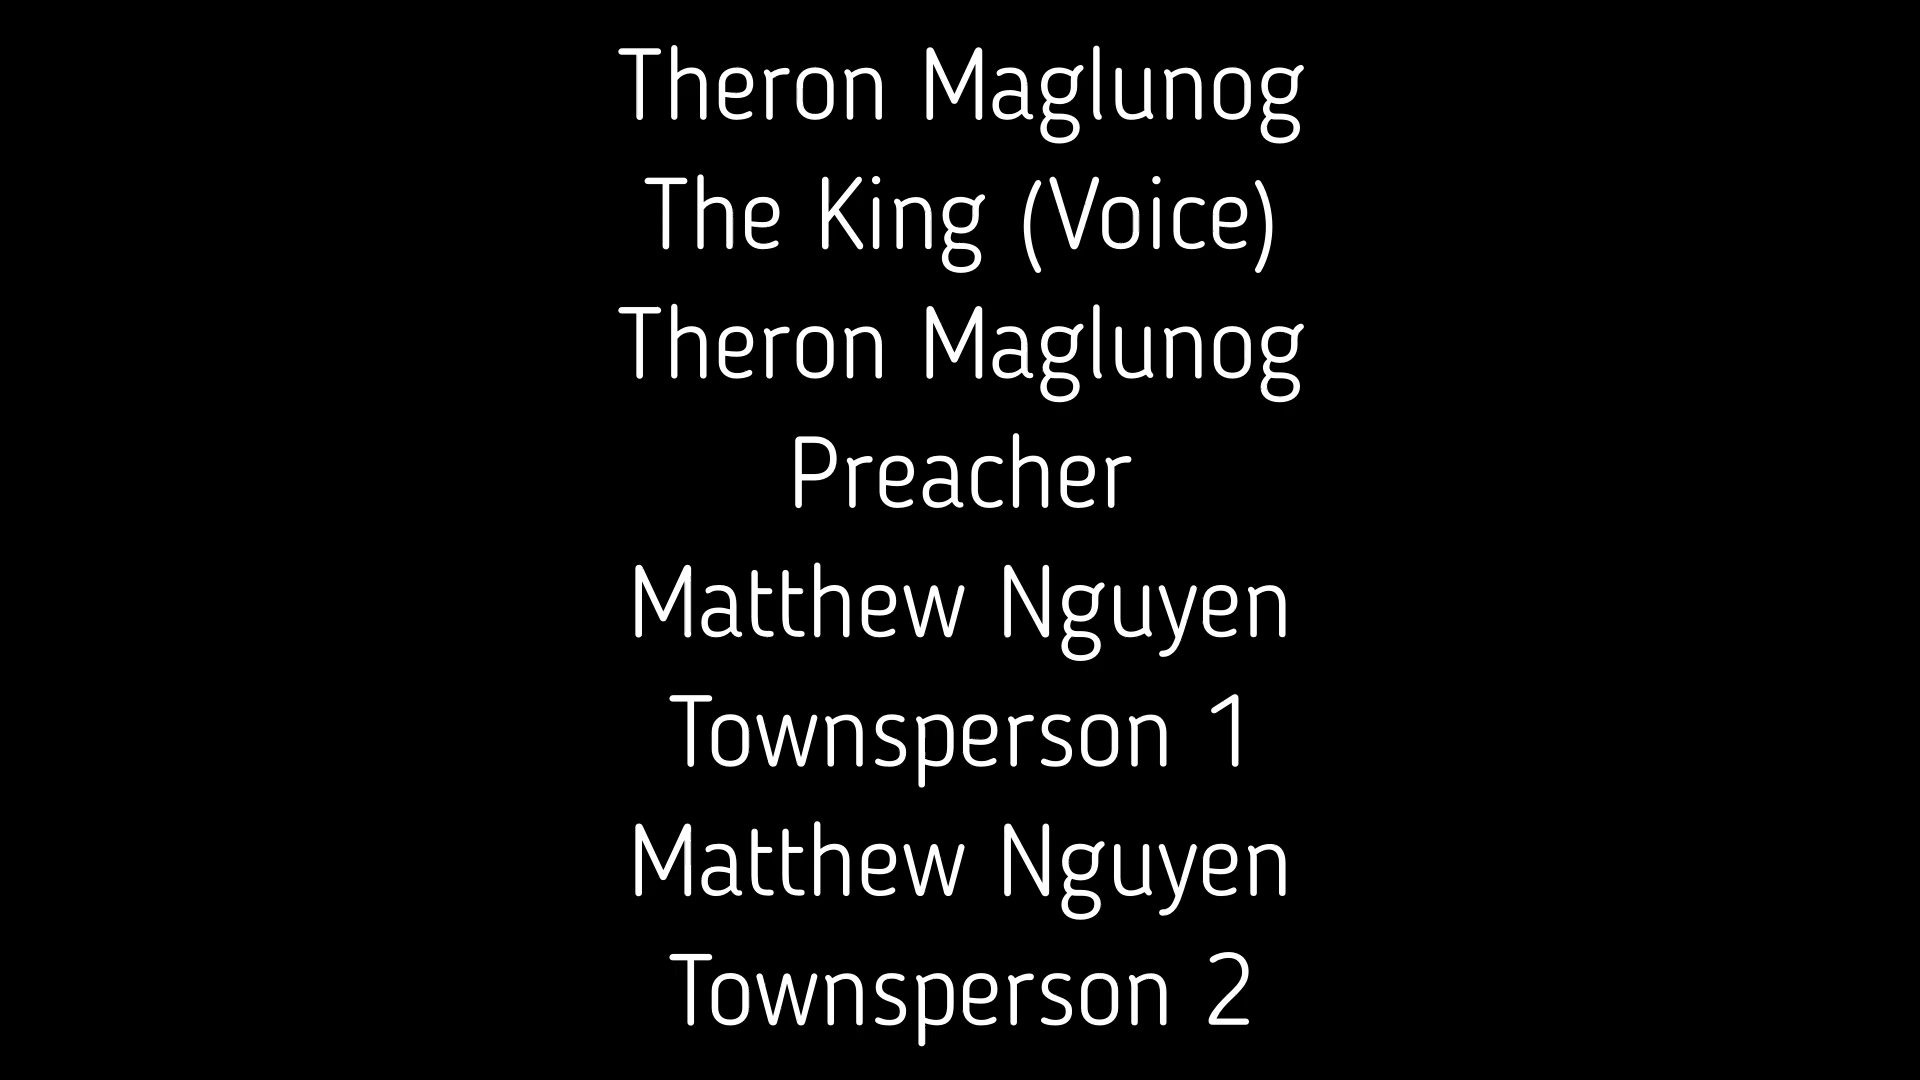 Theron Maglunog
The King (Voice)
Theron Maglunog
Preacher
Matthew Nguyen
Townsperson 1
Matthew Nguyen
Townsperson 2